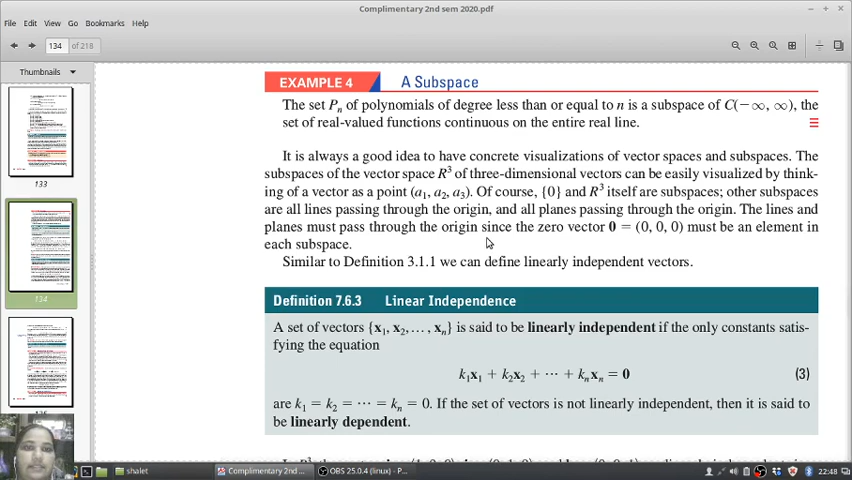 Complimentary 2nd sem 2020.pdf
File Edit View Go Bookmarks Help
134 of 218
Thumbnails
133
134
EXAMPLE 4 A Subspace
The set Pₙ of polynomials of degree less than or equal to n is a subspace of C(−∞, ∞), the
set of real-valued functions continuous on the entire real line.
It is always a good idea to have concrete visualizations of vector spaces and subspaces. The
subspaces of the vector space R³ of three-dimensional vectors can be easily visualized by think-
ing of a vector as a point (a₁, a₂, a₃). Of course, {0} and R³ itself are subspaces; other subspaces
are all lines passing through the origin, and all planes passing through the origin. The lines and
planes must pass through the origin since the zero vector 0 = (0, 0, 0) must be an element in
each subspace.
Similar to Definition 3.1.1 we can define linearly independent vectors.
Definition 7.6.3 Linear Independence
A set of vectors {x₁, x₂, . . . , xₙ} is said to be linearly independent if the only constants satis-
fying the equation
k₁x₁ + k₂x₂ + ⋯ + kₙxₙ = 0 (3)
are k₁ = k₂ = ⋯ = kₙ = 0. If the set of vectors is not linearly independent, then it is said to
be linearly dependent.
shalet
Complimentary 2nd ...
OBS 25.0.4 (linux) - P...
22:48